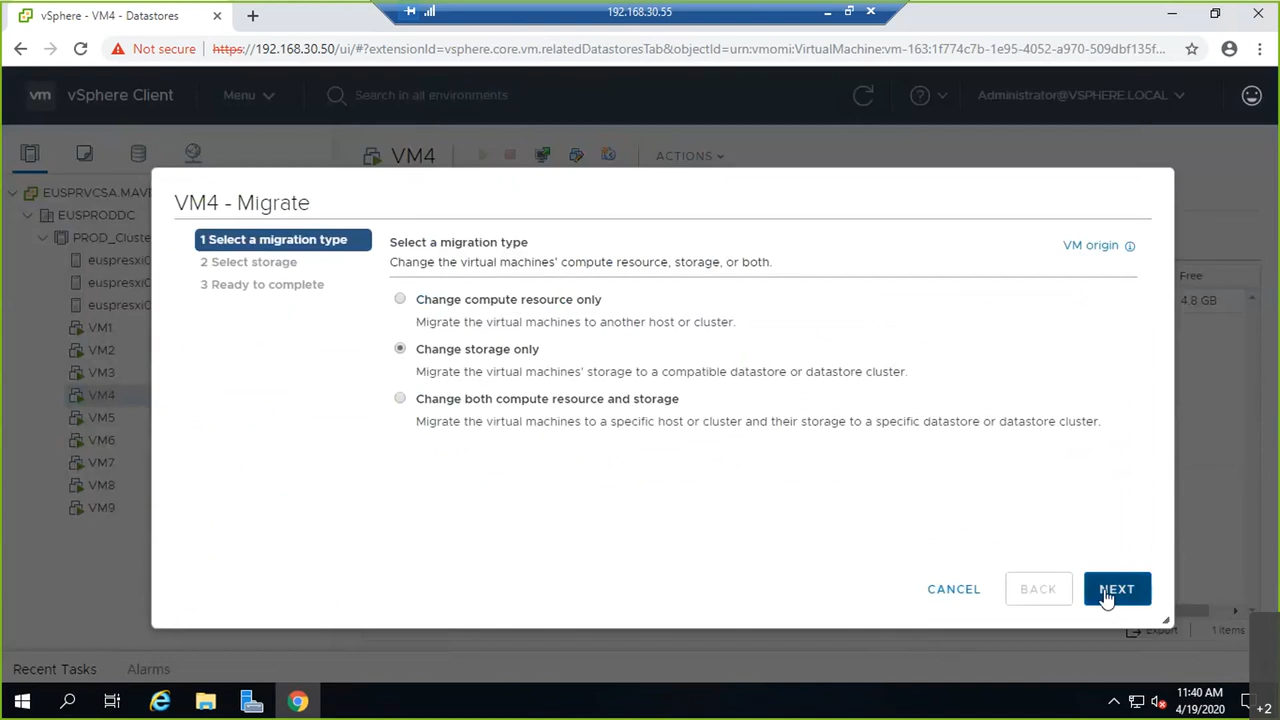 vSphere - VM4 - Datastores
192.168.30.55
Not secure
https://192.168.30.50/ui/#?extensionId=vsphere.core.vm.relatedDatastoresTab&objectId=urn:vmomi:VirtualMachine:vm-163:1f774c7b-1e95-4052-a970-509dbf135f...
vm vSphere Client Menu Search in all environments Administrator@VSPHERE.LOCAL
VM4 ACTIONS
EUSPRVCSA.MAVE
EUSPRODDC
PROD_Cluste
euspresxi0
euspresxi0
euspresxi0
VM1
VM2
VM3
VM4
VM5
VM6
VM7
VM8
VM9
VM4 - Migrate
1 Select a migration type
2 Select storage
3 Ready to complete
Select a migration type
VM origin
Change the virtual machines' compute resource, storage, or both.
Change compute resource only
Migrate the virtual machines to another host or cluster.
Change storage only
Migrate the virtual machines' storage to a compatible datastore or datastore cluster.
Change both compute resource and storage
Migrate the virtual machines to a specific host or cluster and their storage to a specific datastore or datastore cluster.
CANCEL BACK NEXT
Free
4.8 GB
Export 1 items
Recent Tasks Alarms
11:40 AM
4/19/2020
+2